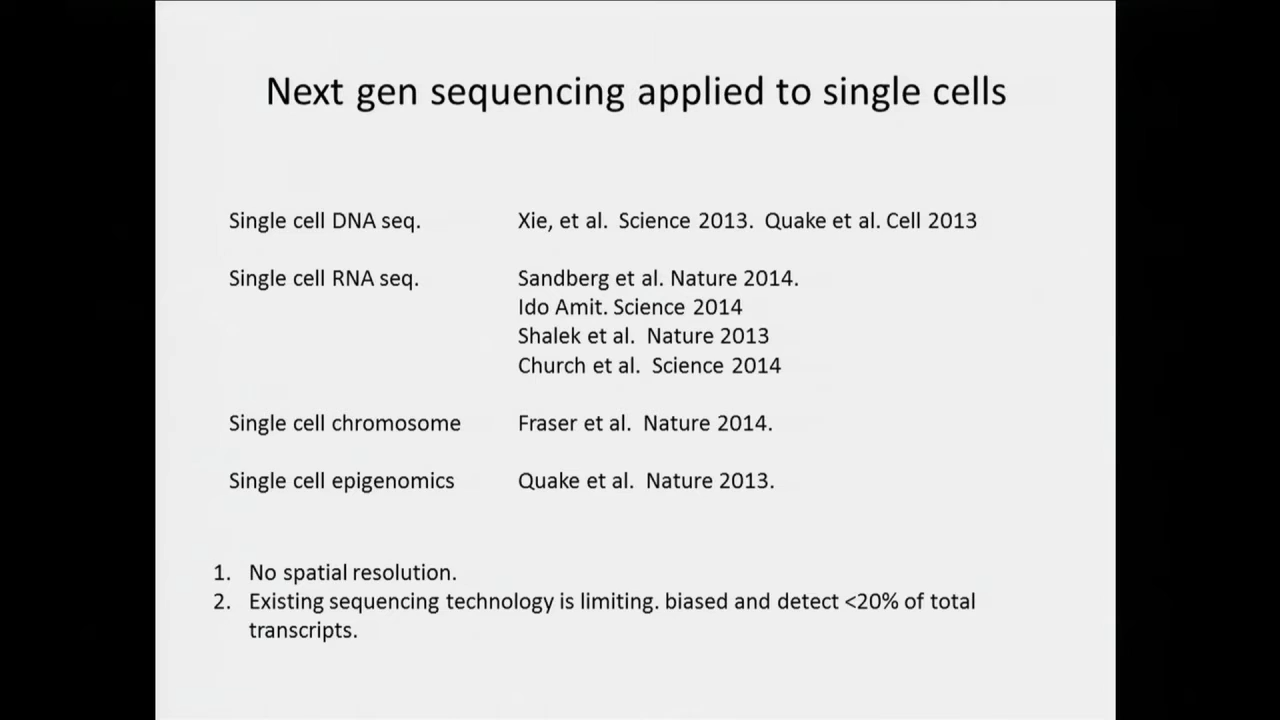 Next gen sequencing applied to single cells
Single cell DNA seq. Xie, et al. Science 2013. Quake et al. Cell 2013
Single cell RNA seq. Sandberg et al. Nature 2014.
Ido Amit. Science 2014
Shalek et al. Nature 2013
Church et al. Science 2014
Single cell chromosome Fraser et al. Nature 2014.
Single cell epigenomics Quake et al. Nature 2013.
1. No spatial resolution.
2. Existing sequencing technology is limiting. biased and detect <20% of total
transcripts.